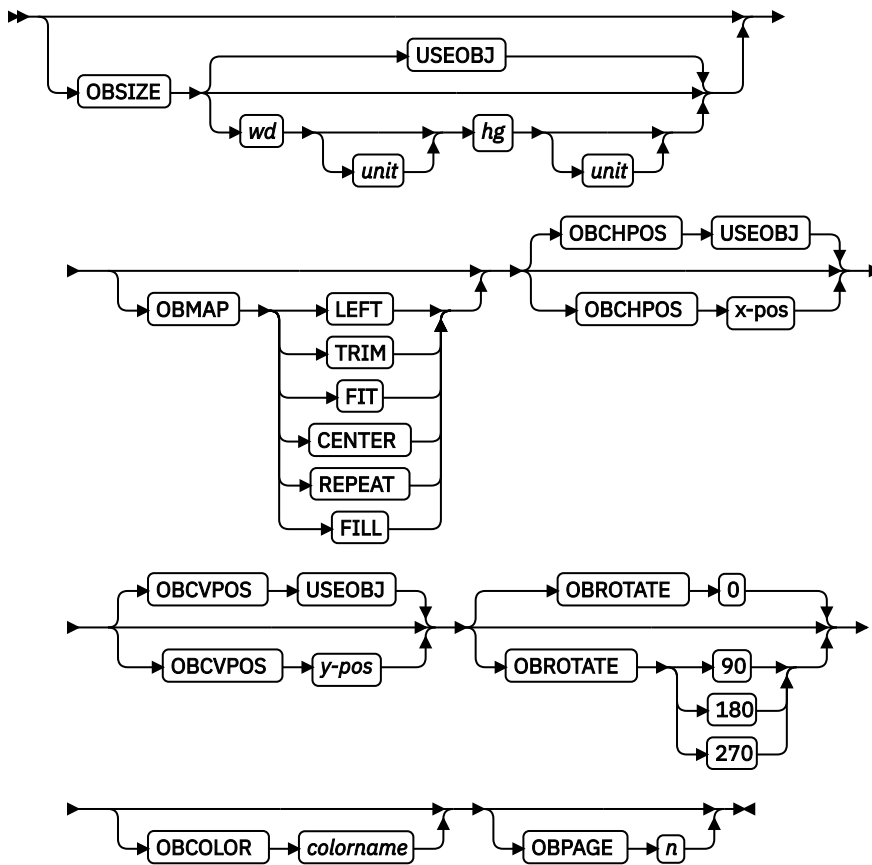 USEOBJ
OBSIZE
wd hg
unit unit
OBCHPOS USEOBJ
OBMAP LEFT OBCHPOS x-pos
TRIM
FIT
CENTER
REPEAT
FILL
OBCVPOS USEOBJ OBROTATE 0
OBCVPOS y-pos OBROTATE 90
180
270
OBCOLOR colorname OBPAGE n